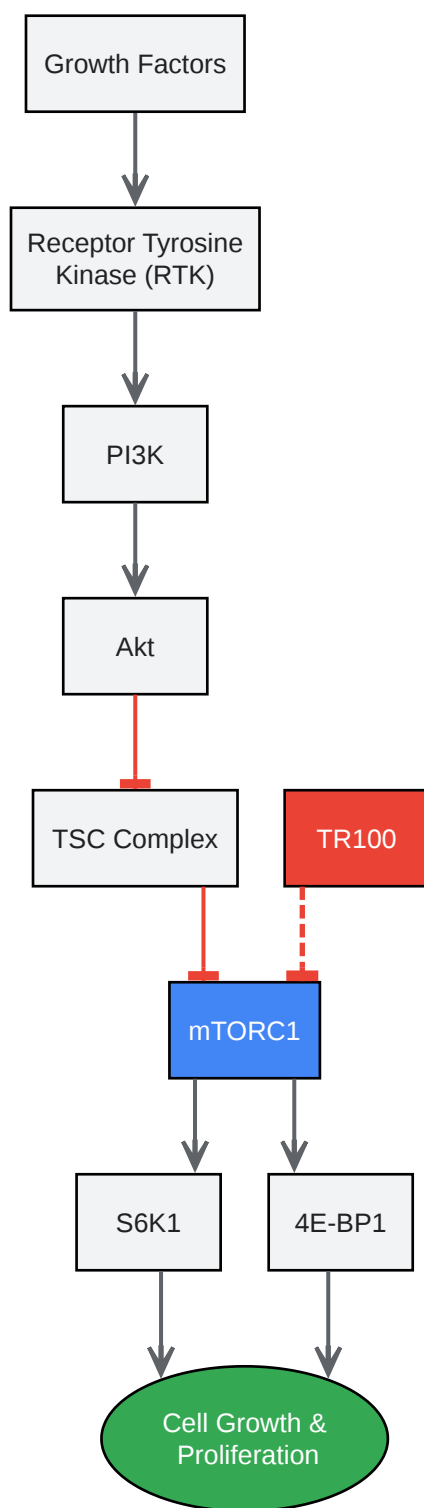 Growth Factors
Receptor Tyrosine
Kinase (RTK)
PI3K
Akt
TSC Complex
TR100
mTORC1
S6K1
4E-BP1
Cell Growth &
Proliferation